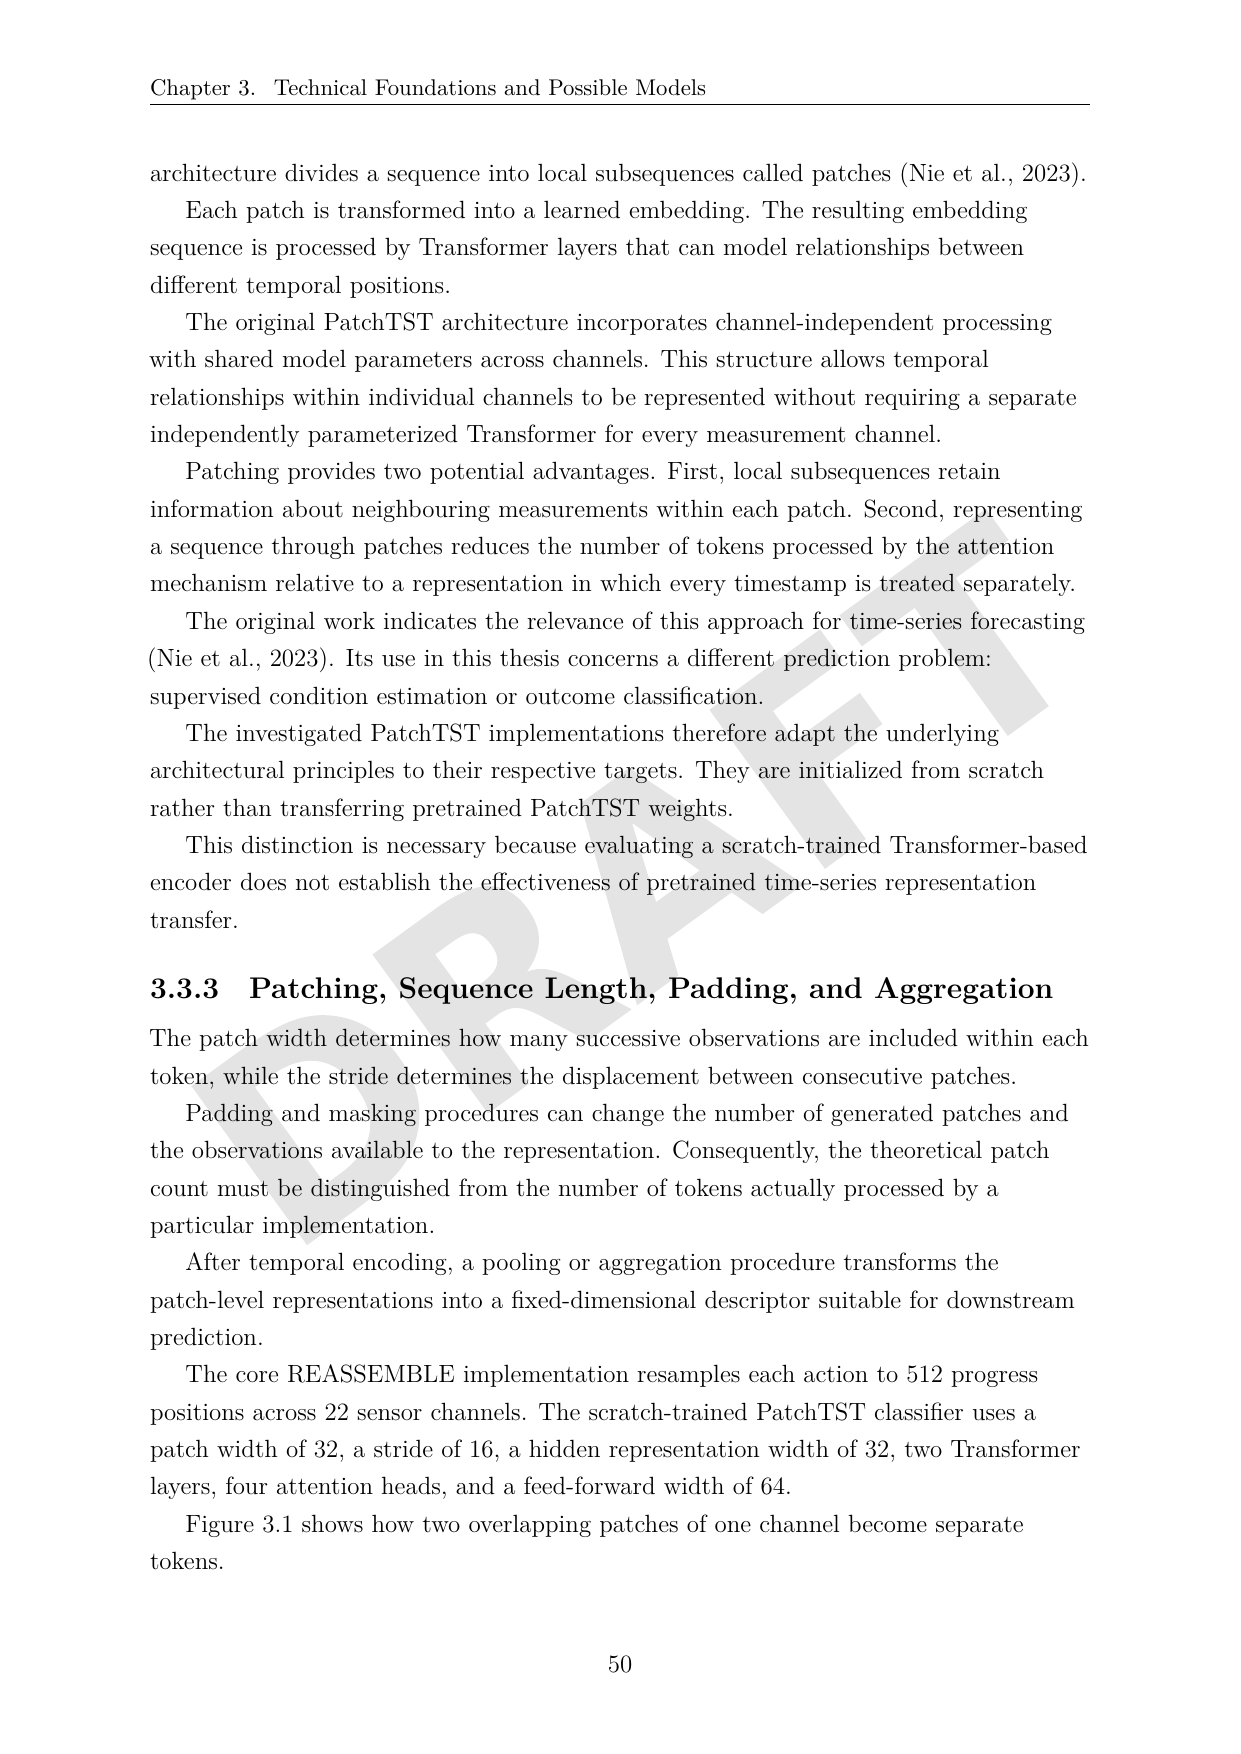 Chapter 3. Technical Foundations and Possible Models
architecture divides a sequence into local subsequences called patches (Nie et al., 2023).
Each patch is transformed into a learned embedding. The resulting embedding
sequence is processed by Transformer layers that can model relationships between
different temporal positions.
The original PatchTST architecture incorporates channel-independent processing
with shared model parameters across channels. This structure allows temporal
relationships within individual channels to be represented without requiring a separate
independently parameterized Transformer for every measurement channel.
Patching provides two potential advantages. First, local subsequences retain
information about neighbouring measurements within each patch. Second, representing
a sequence through patches reduces the number of tokens processed by the attention
mechanism relative to a representation in which every timestamp is treated separately.
The original work indicates the relevance of this approach for time-series forecasting
(Nie et al., 2023). Its use in this thesis concerns a different prediction problem:
supervised condition estimation or outcome classification.
The investigated PatchTST implementations therefore adapt the underlying
architectural principles to their respective targets. They are initialized from scratch
rather than transferring pretrained PatchTST weights.
This distinction is necessary because evaluating a scratch-trained Transformer-based
encoder does not establish the effectiveness of pretrained time-series representation
transfer.
3.3.3 Patching, Sequence Length, Padding, and Aggregation
The patch width determines how many successive observations are included within each
token, while the stride determines the displacement between consecutive patches.
Padding and masking procedures can change the number of generated patches and
the observations available to the representation. Consequently, the theoretical patch
count must be distinguished from the number of tokens actually processed by a
particular implementation.
After temporal encoding, a pooling or aggregation procedure transforms the
patch-level representations into a fixed-dimensional descriptor suitable for downstream
prediction.
The core REASSEMBLE implementation resamples each action to 512 progress
positions across 22 sensor channels. The scratch-trained PatchTST classifier uses a
patch width of 32, a stride of 16, a hidden representation width of 32, two Transformer
layers, four attention heads, and a feed-forward width of 64.
Figure 3.1 shows how two overlapping patches of one channel become separate
tokens.
50
DRAFT